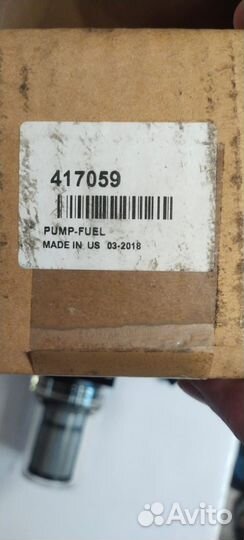 417059
PUMP-FUEL
MADE IN US 03-2018
Avito